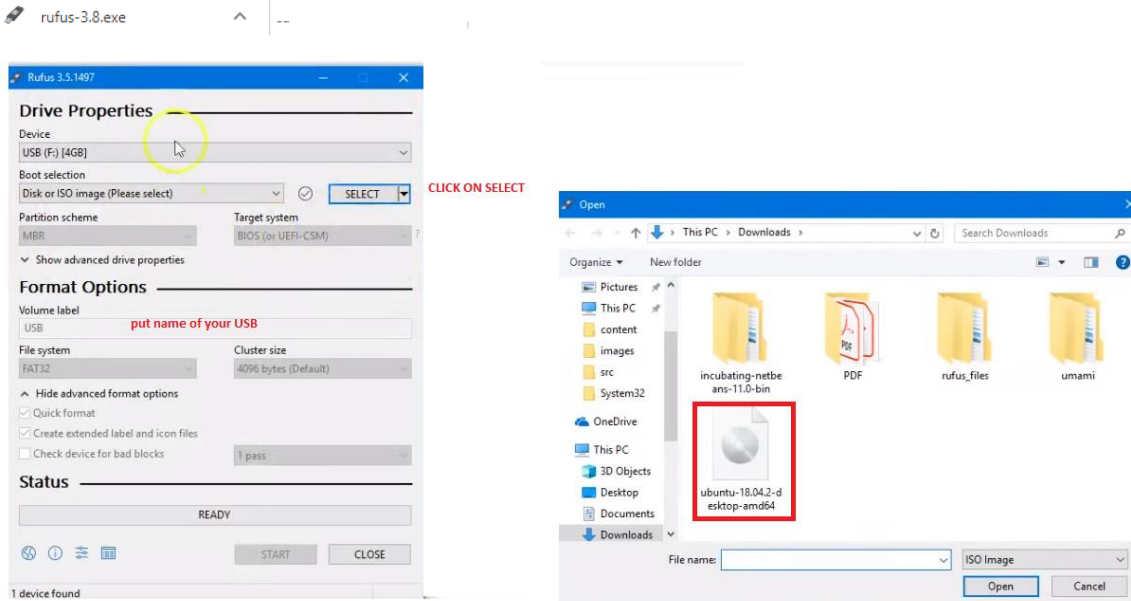 rufus-3.8.exe
Rufus 3.5.1497
Drive Properties
Device
USB (F:) [4GB]
Boot selection
Disk or ISO image (Please select)
SELECT
CLICK ON SELECT
Partition scheme
Target system
MBR
BIOS (or UEFI-CSM)
?
Show advanced drive properties
Format Options
Volume label
USB
put name of your USB
File system
Cluster size
FAT32
4096 bytes (Default)
Hide advanced format options
Quick format
Create extended label and icon files
Check device for bad blocks
1 pass
Status
READY
START
CLOSE
1 device found
Open
This PC > Downloads >
Search Downloads
Organize
New folder
?
Pictures
This PC
content
images
src
System32
OneDrive
This PC
3D Objects
Desktop
Documents
Downloads
incubating-netbe
ans-11.0-bin
PDF
PDF
rufus_files
umami
ubuntu-18.04.2-d
esktop-amd64
File name:
ISO Image
Open
Cancel